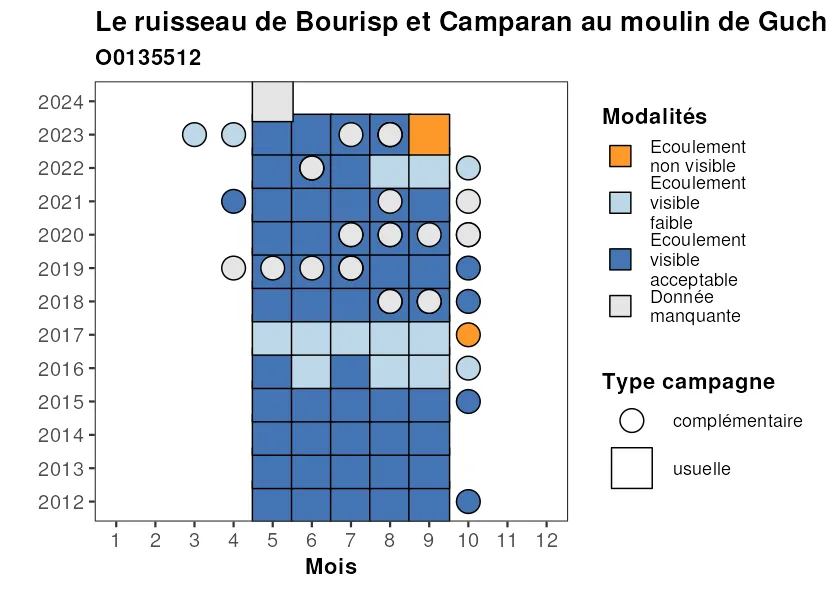 Le ruisseau de Bourisp et Camparan au moulin de Guch
O0135512
2024
2023
2022
2021
2020
2019
2018
2017
2016
2015
2014
2013
2012
1 2 3 4 5 6 7 8 9 10 11 12
Mois
Modalités
Ecoulement
non visible
Ecoulement
visible
faible
Ecoulement
visible
acceptable
Donnée
manquante
Type campagne
complémentaire
usuelle